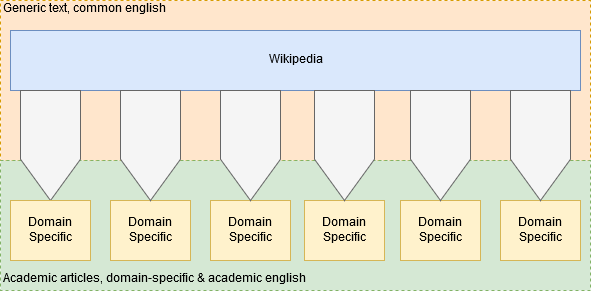 Generic text, common english
Wikipedia
Domain
Specific
Domain
Specific
Domain
Specific
Domain
Specific
Domain
Specific
Domain
Specific
Academic articles, domain-specific & academic english